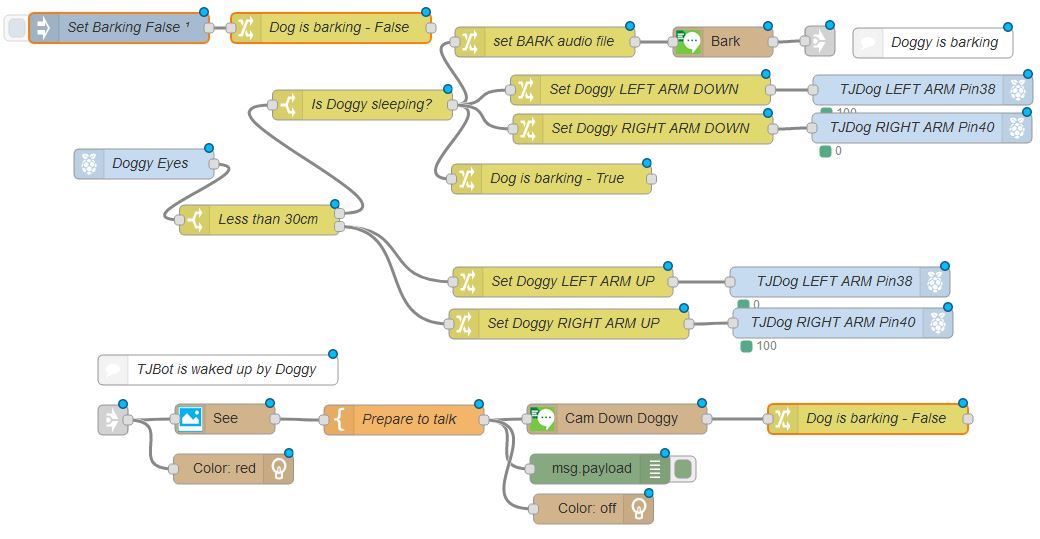 Set Barking False ¹
Dog is barking - False
set BARK audio file
Bark
Doggy is barking
Is Doggy sleeping?
Set Doggy LEFT ARM DOWN
TJDog LEFT ARM Pin38
100
Set Doggy RIGHT ARM DOWN
TJDog RIGHT ARM Pin40
0
Doggy Eyes
Dog is barking - True
Less than 30cm
Set Doggy LEFT ARM UP
TJDog LEFT ARM Pin38
0
Set Doggy RIGHT ARM UP
TJDog RIGHT ARM Pin40
100
TJBot is waked up by Doggy
See
Prepare to talk
Cam Down Doggy
Dog is barking - False
Color: red
msg.payload
Color: off